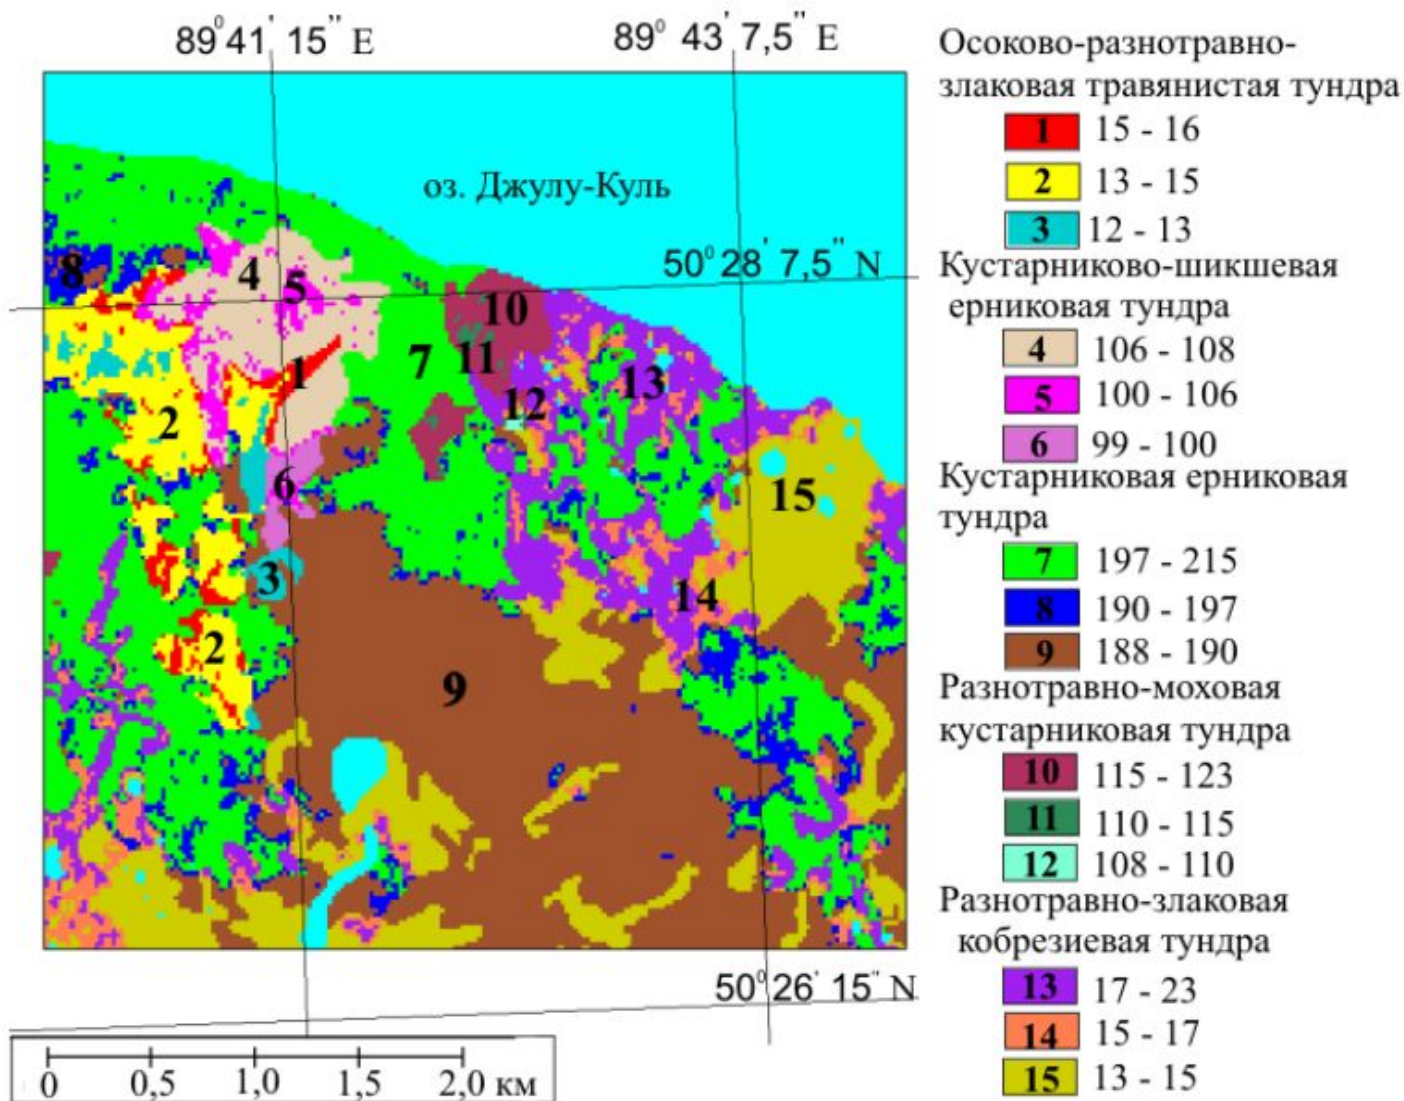 89⁰ 41' 15" E
89⁰ 43' 7,5" E
оз. Джулу-Куль
50⁰ 28' 7,5" N
8
4
5
10
7
11
1
13
12
2
15
6
3
14
2
9
50⁰ 26' 15" N
0 0,5 1,0 1,5 2,0 км
Осоково-разнотравно-
злаковая травянистая тундра
1 15 - 16
2 13 - 15
3 12 - 13
Кустарниково-шикшевая
ерниковая тундра
4 106 - 108
5 100 - 106
6 99 - 100
Кустарниковая ерниковая
тундра
7 197 - 215
8 190 - 197
9 188 - 190
Разнотравно-моховая
кустарниковая тундра
10 115 - 123
11 110 - 115
12 108 - 110
Разнотравно-злаковая
кобрезиевая тундра
13 17 - 23
14 15 - 17
15 13 - 15